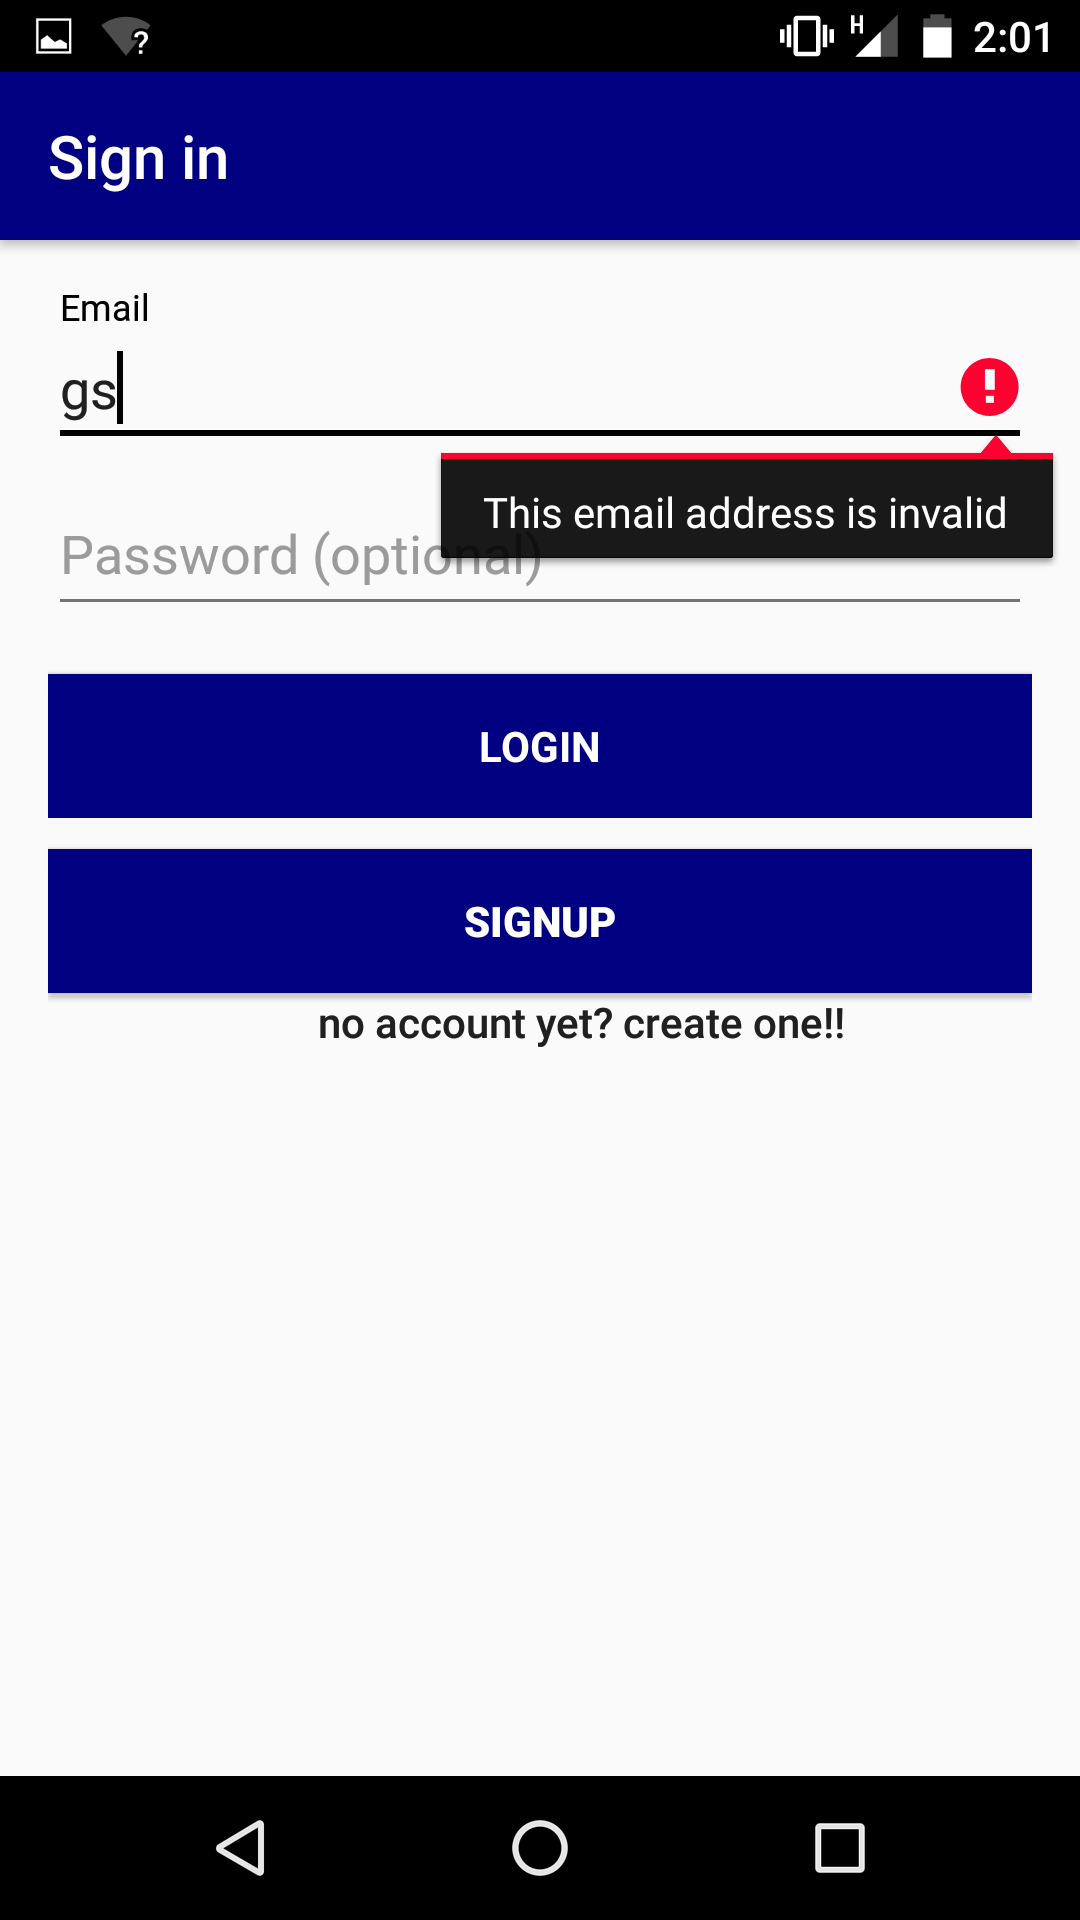 H 2:01
Sign in
Email
gs
This email address is invalid
Password (optional)
LOGIN
SIGNUP
no account yet? create one!!